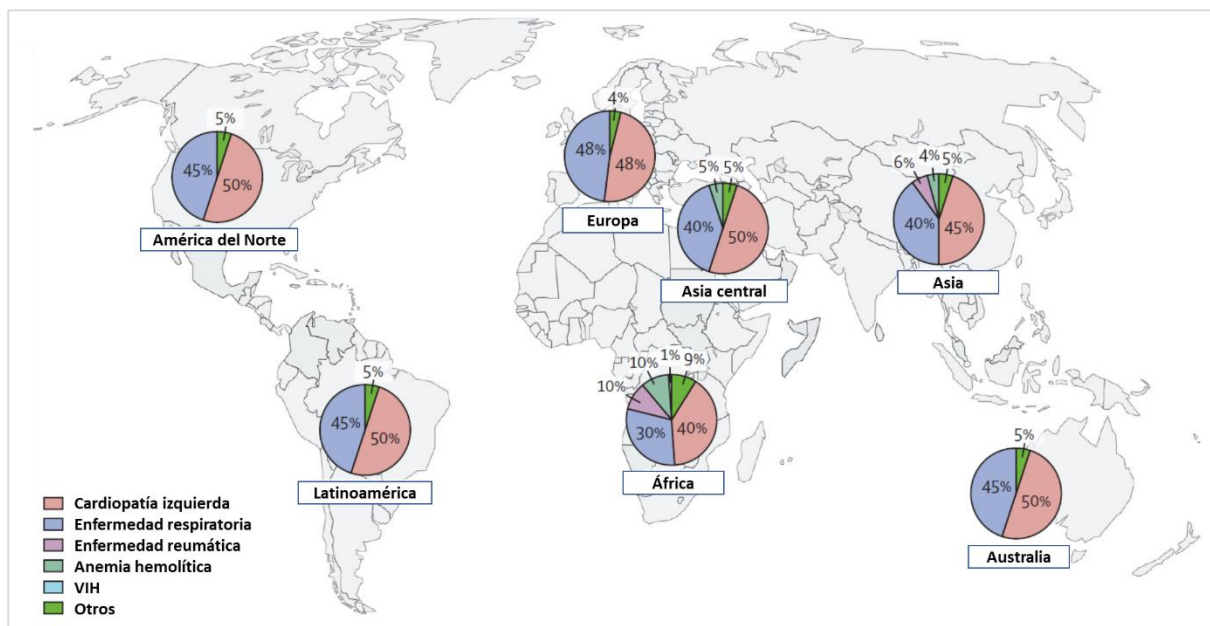 5%
45%
50%
América del Norte
4%
48%
48%
Europa
5%
5%
40%
50%
Asia central
6%
4%
5%
40%
45%
Asia
5%
45%
50%
Latinoamérica
10%
10%
1%
9%
30%
40%
África
5%
45%
50%
Australia
Cardiopatía izquierda
Enfermedad respiratoria
Enfermedad reumática
Anemia hemolítica
VIH
Otros